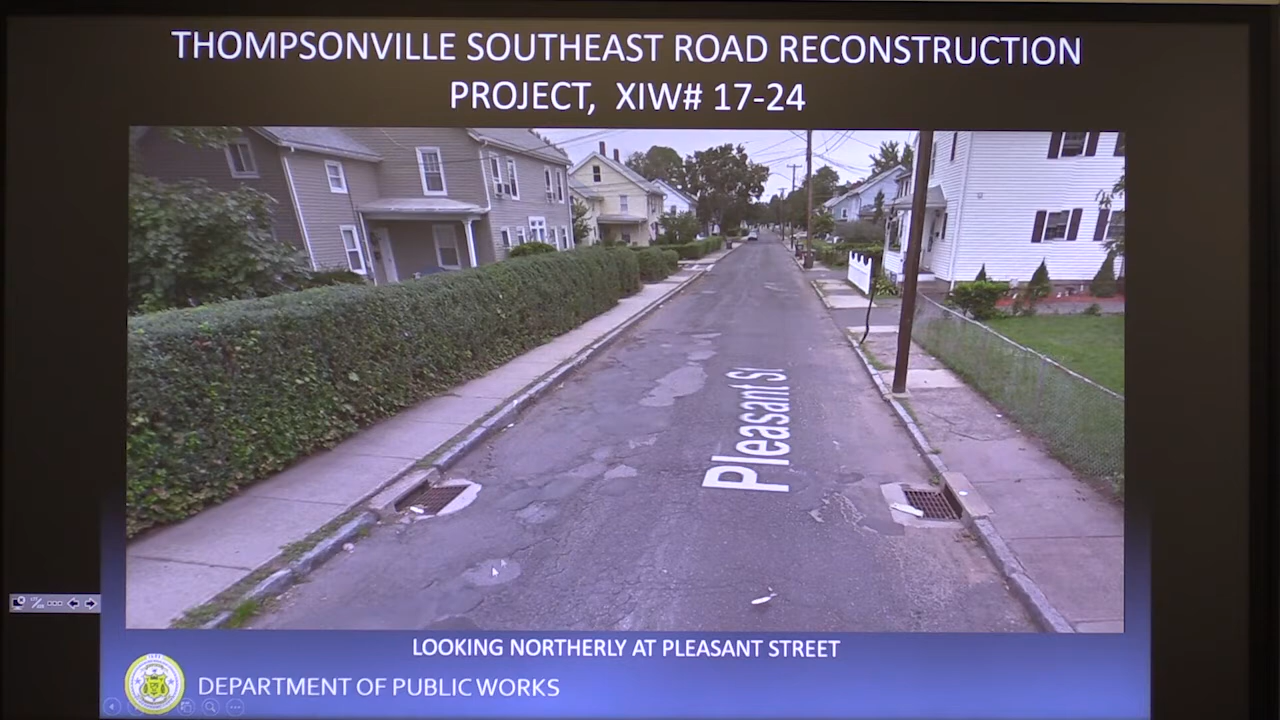 THOMPSONVILLE SOUTHEAST ROAD RECONSTRUCTION
PROJECT, XIW# 17-24
Pleasant St
LOOKING NORTHERLY AT PLEASANT STREET
DEPARTMENT OF PUBLIC WORKS